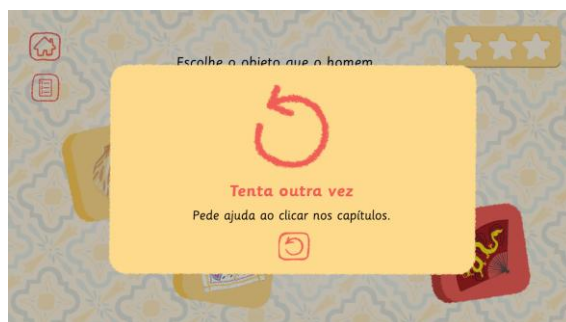 Escolhe o objeto que o homem
Tenta outra vez
Pede ajuda ao clicar nos capítulos.